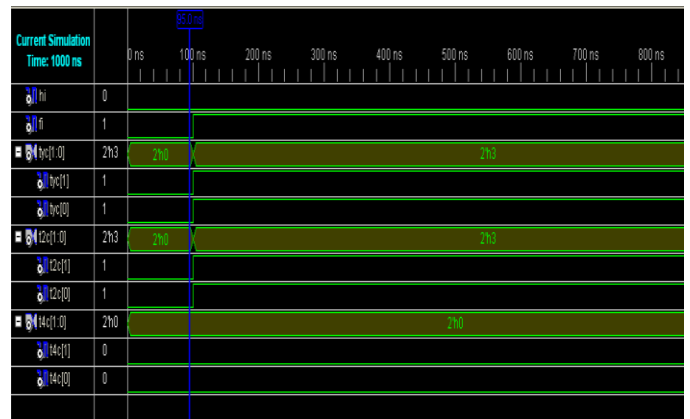 95.0 ns
Current Simulation
Time: 1000 ns
0 ns 100 ns 200 ns 300 ns 400 ns 500 ns 600 ns 700 ns 800 ns
hi 0
fi 1
tyc[1:0] 2'h3 2'h0 2'h3
tyc[1] 1
tyc[0] 1
t2c[1:0] 2'h3 2'h0 2'h3
t2c[1] 1
t2c[0] 1
t4c[1:0] 2'h0 2'h0
t4c[1] 0
t4c[0] 0